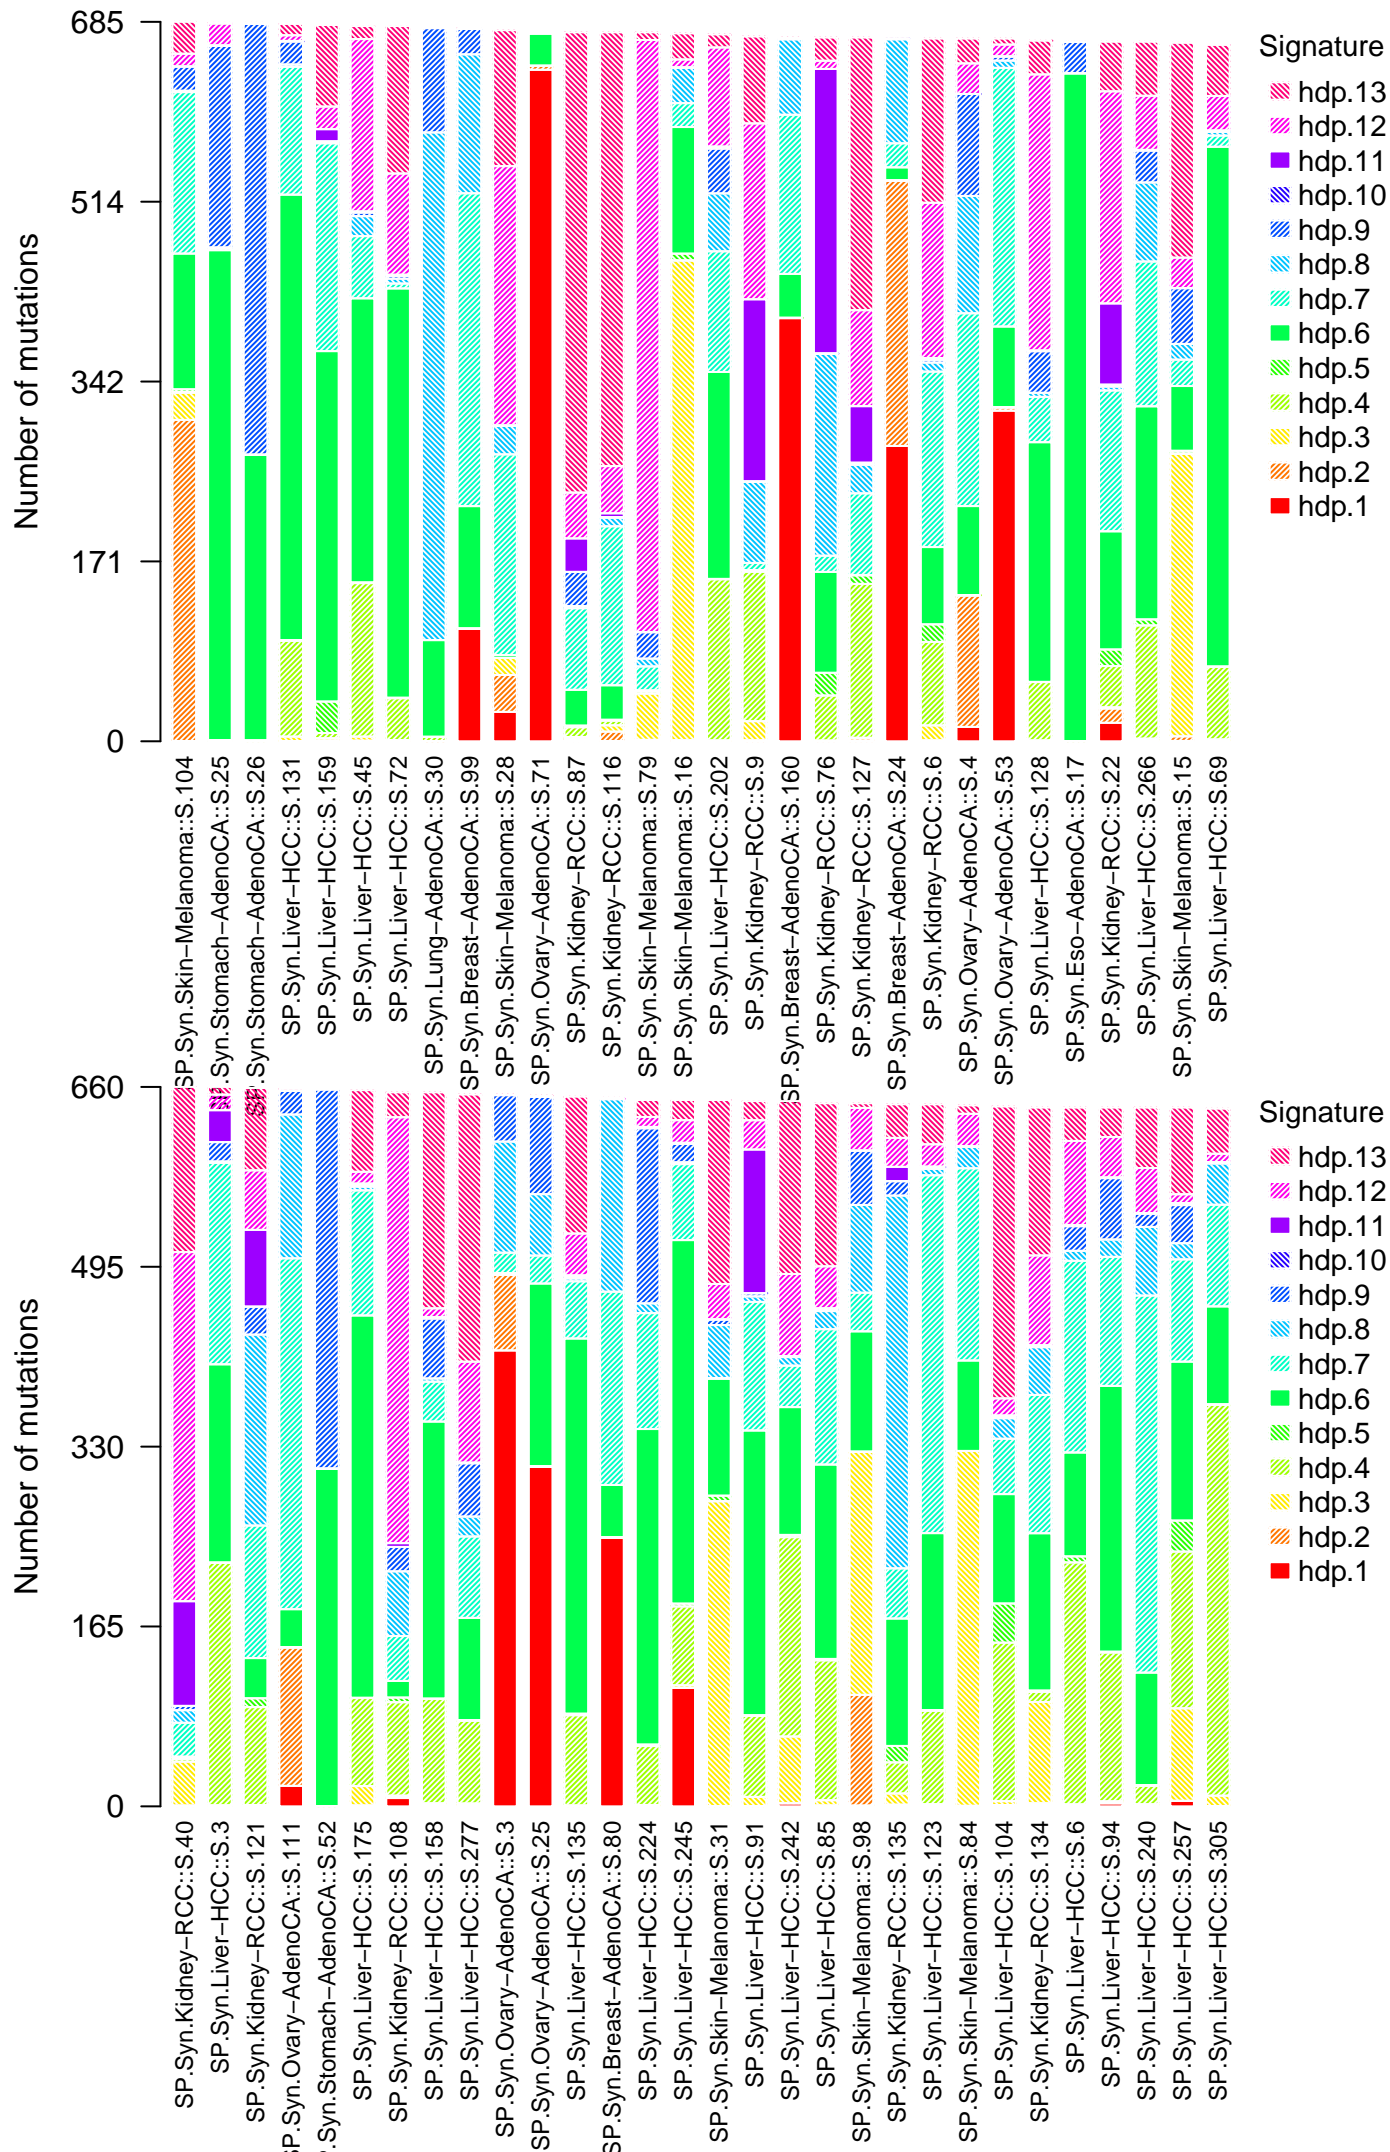 Number of mutations
685
514
342
171
0
Signature
hdp.13
hdp.12
hdp.11
hdp.10
hdp.9
hdp.8
hdp.7
hdp.6
hdp.5
hdp.4
hdp.3
hdp.2
hdp.1
SP.Syn.Skin−Melanoma::S.104
.Syn.Stomach−AdenoCA::S.25
SP.Syn.Stomach−AdenoCA::S.26
SP.Syn.Liver−HCC::S.131
SP.Syn.Liver−HCC::S.159
SP.Syn.Liver−HCC::S.45
SP.Syn.Liver−HCC::S.72
SP.Syn.Lung−AdenoCA::S.30
SP.Syn.Breast−AdenoCA::S.99
SP.Syn.Skin−Melanoma::S.28
SP.Syn.Ovary−AdenoCA::S.71
SP.Syn.Kidney−RCC::S.87
SP.Syn.Kidney−RCC::S.116
SP.Syn.Skin−Melanoma::S.79
SP.Syn.Skin−Melanoma::S.16
SP.Syn.Liver−HCC::S.202
SP.Syn.Kidney−RCC::S.9
SP.Syn.Breast−AdenoCA::S.160
SP.Syn.Kidney−RCC::S.76
SP.Syn.Kidney−RCC::S.127
SP.Syn.Breast−AdenoCA::S.24
SP.Syn.Kidney−RCC::S.6
SP.Syn.Ovary−AdenoCA::S.4
SP.Syn.Ovary−AdenoCA::S.53
SP.Syn.Liver−HCC::S.128
SP.Syn.Eso−AdenoCA::S.17
SP.Syn.Kidney−RCC::S.22
SP.Syn.Liver−HCC::S.266
SP.Syn.Skin−Melanoma::S.15
SP.Syn.Liver−HCC::S.69
Number of mutations
660
495
330
165
0
Signature
hdp.13
hdp.12
hdp.11
hdp.10
hdp.9
hdp.8
hdp.7
hdp.6
hdp.5
hdp.4
hdp.3
hdp.2
hdp.1
SP.Syn.Kidney−RCC::S.40
SP.Syn.Liver−HCC::S.3
SP.Syn.Kidney−RCC::S.121
SP.Syn.Ovary−AdenoCA::S.111
.Syn.Stomach−AdenoCA::S.52
SP.Syn.Liver−HCC::S.175
SP.Syn.Kidney−RCC::S.108
SP.Syn.Liver−HCC::S.158
SP.Syn.Liver−HCC::S.277
SP.Syn.Ovary−AdenoCA::S.3
SP.Syn.Ovary−AdenoCA::S.25
SP.Syn.Liver−HCC::S.135
SP.Syn.Breast−AdenoCA::S.80
SP.Syn.Liver−HCC::S.224
SP.Syn.Liver−HCC::S.245
SP.Syn.Skin−Melanoma::S.31
SP.Syn.Liver−HCC::S.91
SP.Syn.Liver−HCC::S.242
SP.Syn.Liver−HCC::S.85
SP.Syn.Skin−Melanoma::S.98
SP.Syn.Kidney−RCC::S.135
SP.Syn.Liver−HCC::S.123
SP.Syn.Skin−Melanoma::S.84
SP.Syn.Liver−HCC::S.104
SP.Syn.Kidney−RCC::S.134
SP.Syn.Liver−HCC::S.6
SP.Syn.Liver−HCC::S.94
SP.Syn.Liver−HCC::S.240
SP.Syn.Liver−HCC::S.257
SP.Syn.Liver−HCC::S.305